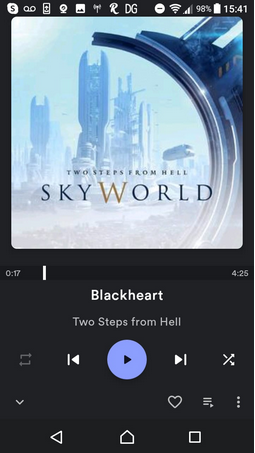 DG 98% 15:41
TWO STEPS FROM HELL
SKYWORLD
0:17 4:25
Blackheart
Two Steps from Hell